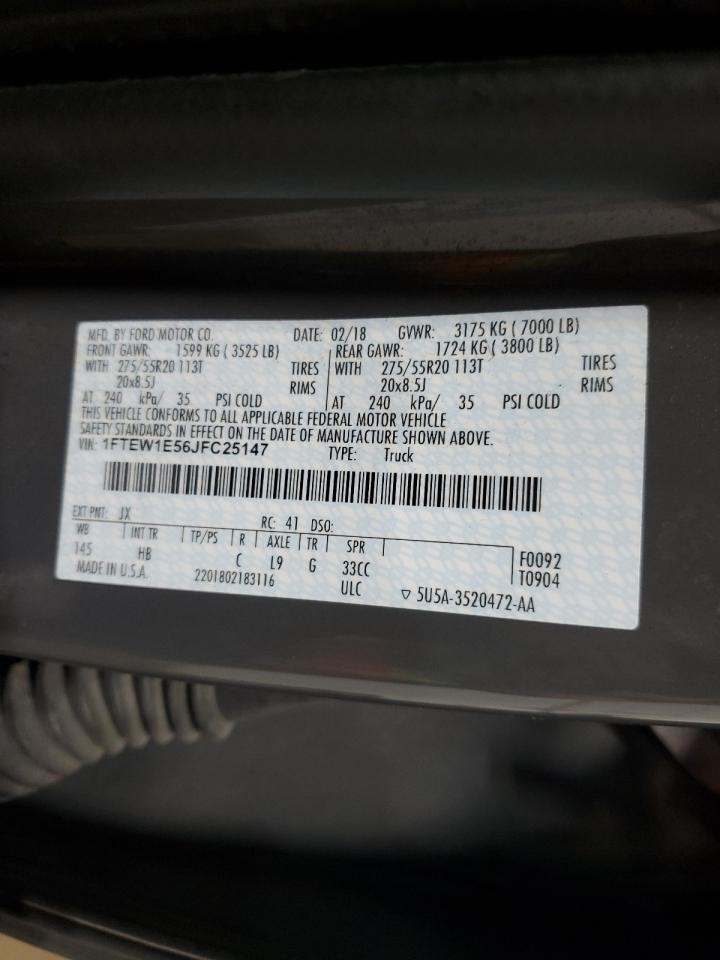 MFD. BY FORD MOTOR CO. DATE: 02/18 GVWR: 3175 KG ( 7000 LB)
FRONT GAWR: 1599 KG ( 3525 LB) REAR GAWR: 1724 KG ( 3800 LB)
WITH 275/55R20 113T TIRES WITH 275/55R20 113T TIRES
20x8.5J RIMS 20x8.5J RIMS
AT 240 kPa/ 35 PSI COLD AT 240 kPa/ 35 PSI COLD
THIS VEHICLE CONFORMS TO ALL APPLICABLE FEDERAL MOTOR VEHICLE
SAFETY STANDARDS IN EFFECT ON THE DATE OF MANUFACTURE SHOWN ABOVE.
VIN: 1FTEW1E56JFC25147 TYPE: Truck
EXT PNT: JX RC: 41 DSO:
WB INT TR TP/PS R AXLE TR SPR F0092
145 HB C L9 G 33CC T0904
MADE IN U.S.A. 2201802183116 ULC ▽ 5U5A-3520472-AA